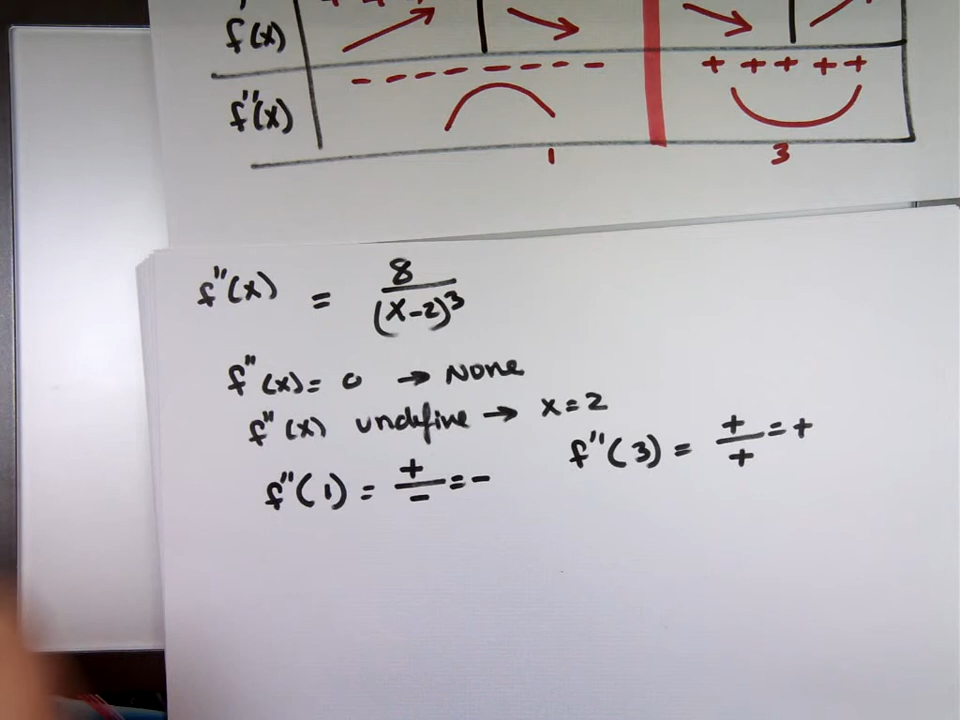 + + +
f(x)
- - - - - - - - + + + + +
f''(x)
1 3
f''(x) = 8/(x-2)^3
f''(x) = 0 → None
f''(x) undefine → x=2
f''(1) = +/- = - f''(3) = +/+ = +